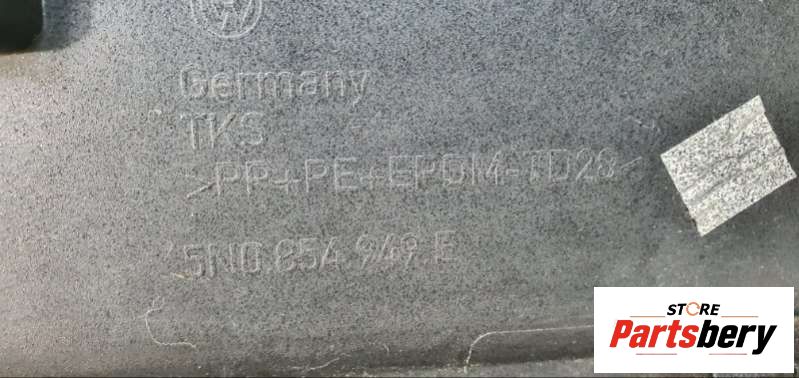 Germany
TKS
>PP+PE+EPDM-TD20<
5N0.854.949.E
STORE
Partsbery